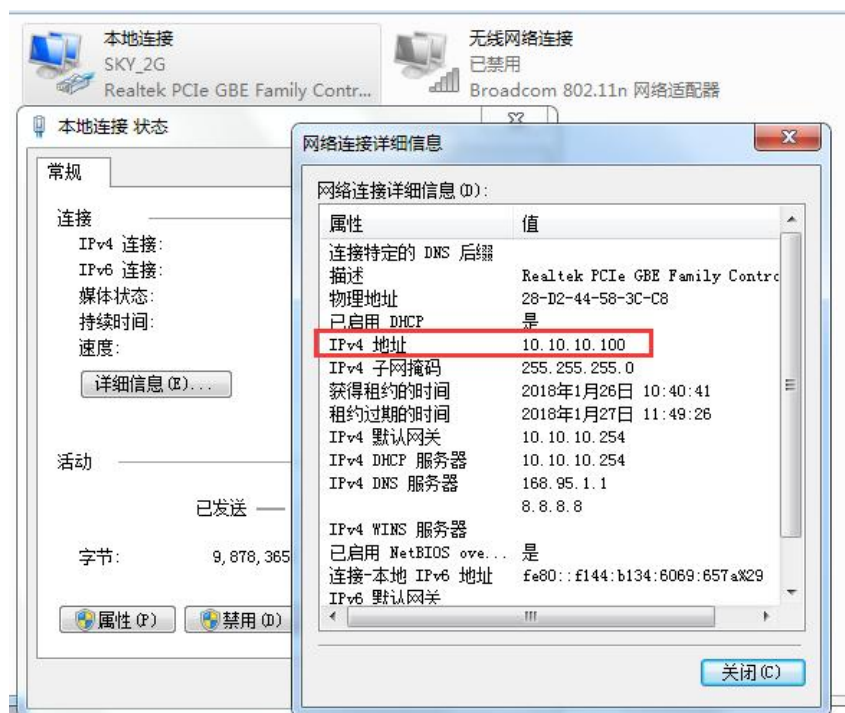 本地连接
SKY_2G
Realtek PCIe GBE Family Contr...
无线网络连接
已禁用
Broadcom 802.11n 网络适配器
本地连接 状态
常规
连接
IPv4 连接:
IPv6 连接:
媒体状态:
持续时间:
速度:
详细信息(E)...
活动
已发送
字节: 9,878,365
属性(P) 禁用(D)
网络连接详细信息
网络连接详细信息(D):
属性 值
连接特定的 DNS 后缀
描述 Realtek PCIe GBE Family Contro
物理地址 28-D2-44-58-3C-C8
已启用 DHCP 是
IPv4 地址 10.10.10.100
IPv4 子网掩码 255.255.255.0
获得租约的时间 2018年1月26日 10:40:41
租约过期的时间 2018年1月27日 11:49:26
IPv4 默认网关 10.10.10.254
IPv4 DHCP 服务器 10.10.10.254
IPv4 DNS 服务器 168.95.1.1
8.8.8.8
IPv4 WINS 服务器
已启用 NetBIOS ove... 是
连接-本地 IPv6 地址 fe80::f144:b134:6069:657a%29
IPv6 默认网关
关闭(C)